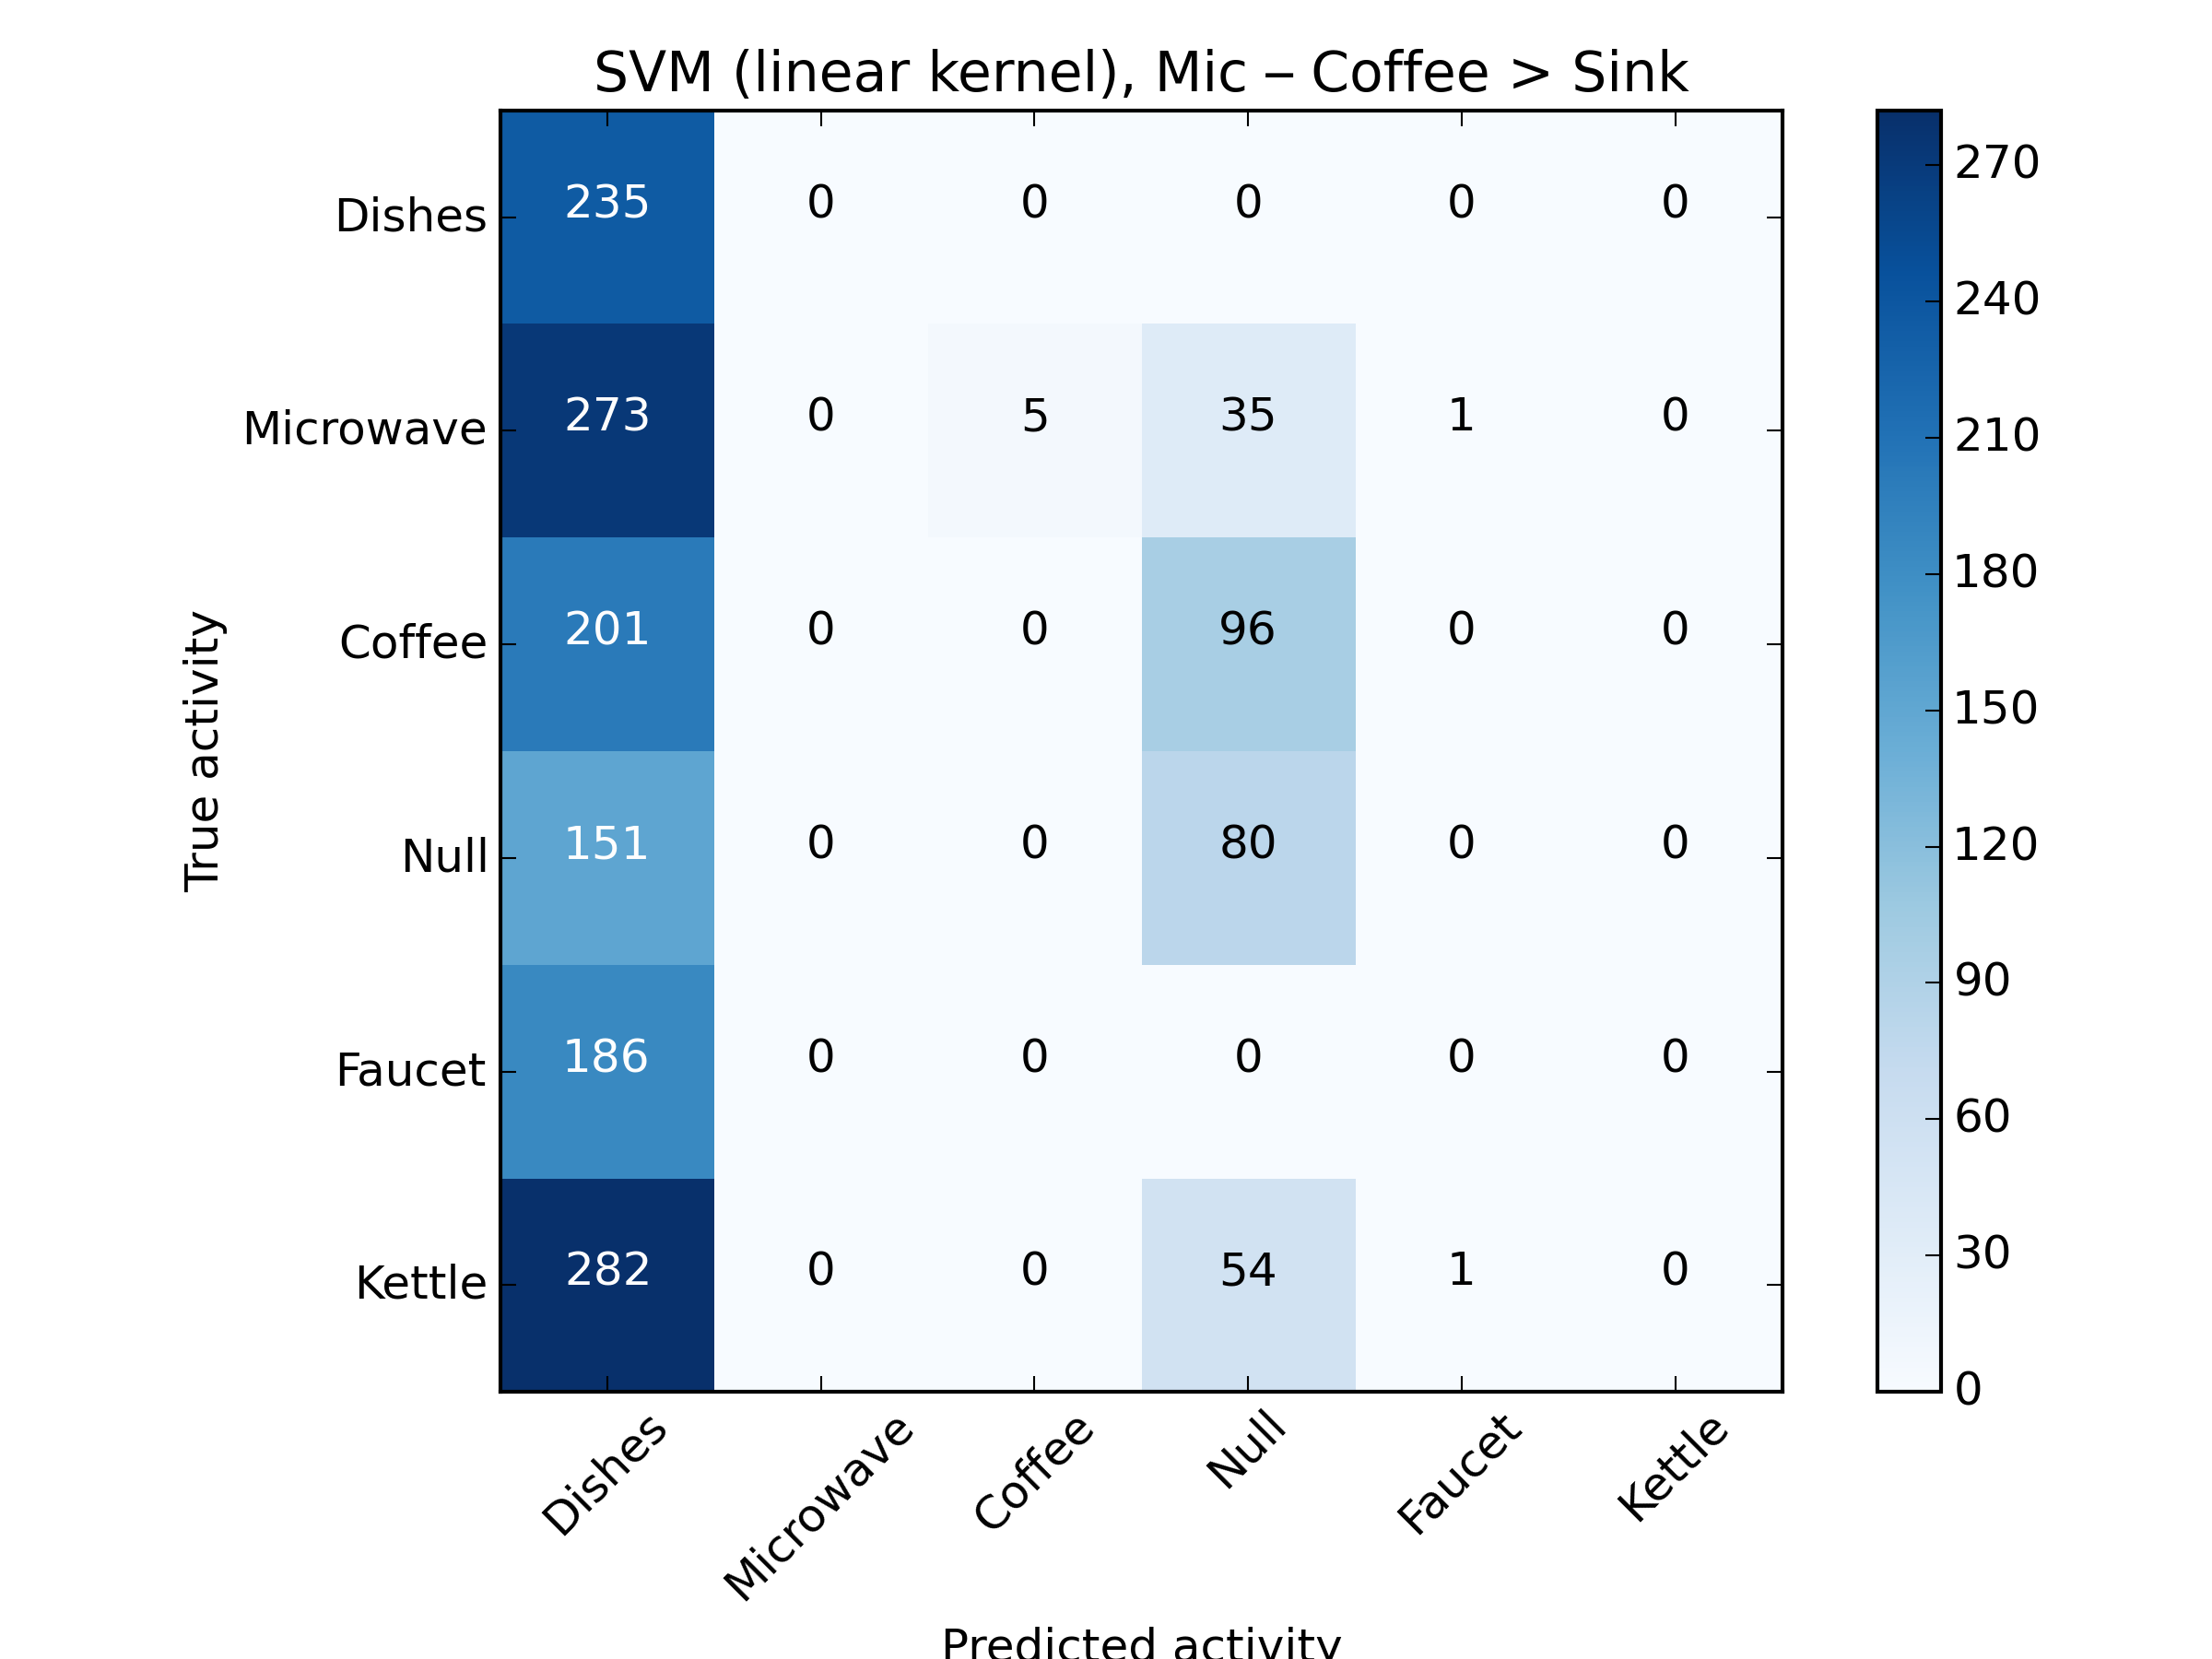 SVM (linear kernel), Mic – Coffee > Sink
Dishes 235 0 0 0 0 0
Microwave 273 0 5 35 1 0
Coffee 201 0 0 96 0 0
Null 151 0 0 80 0 0
Faucet 186 0 0 0 0 0
Kettle 282 0 0 54 1 0
True activity
Dishes Microwave Coffee Null Faucet Kettle
Predicted activity
270
240
210
180
150
120
90
60
30
0